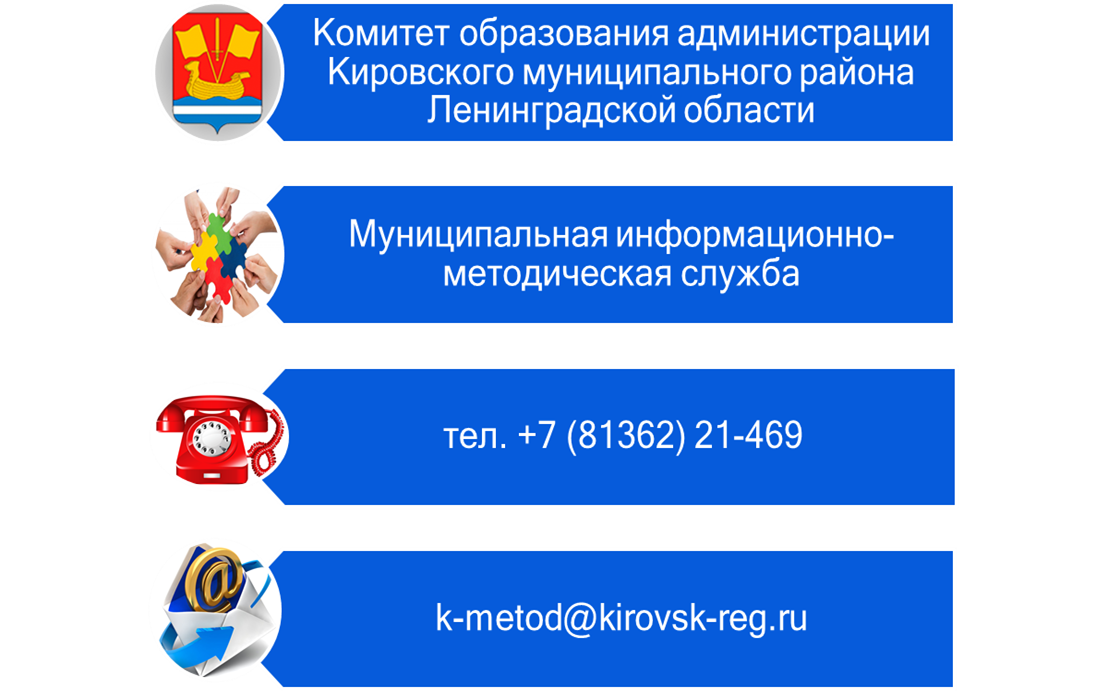 Комитет образования администрации
Кировского муниципального района
Ленинградской области
Муниципальная информационно-
методическая служба
тел. +7 (81362) 21-469
k-metod@kirovsk-reg.ru